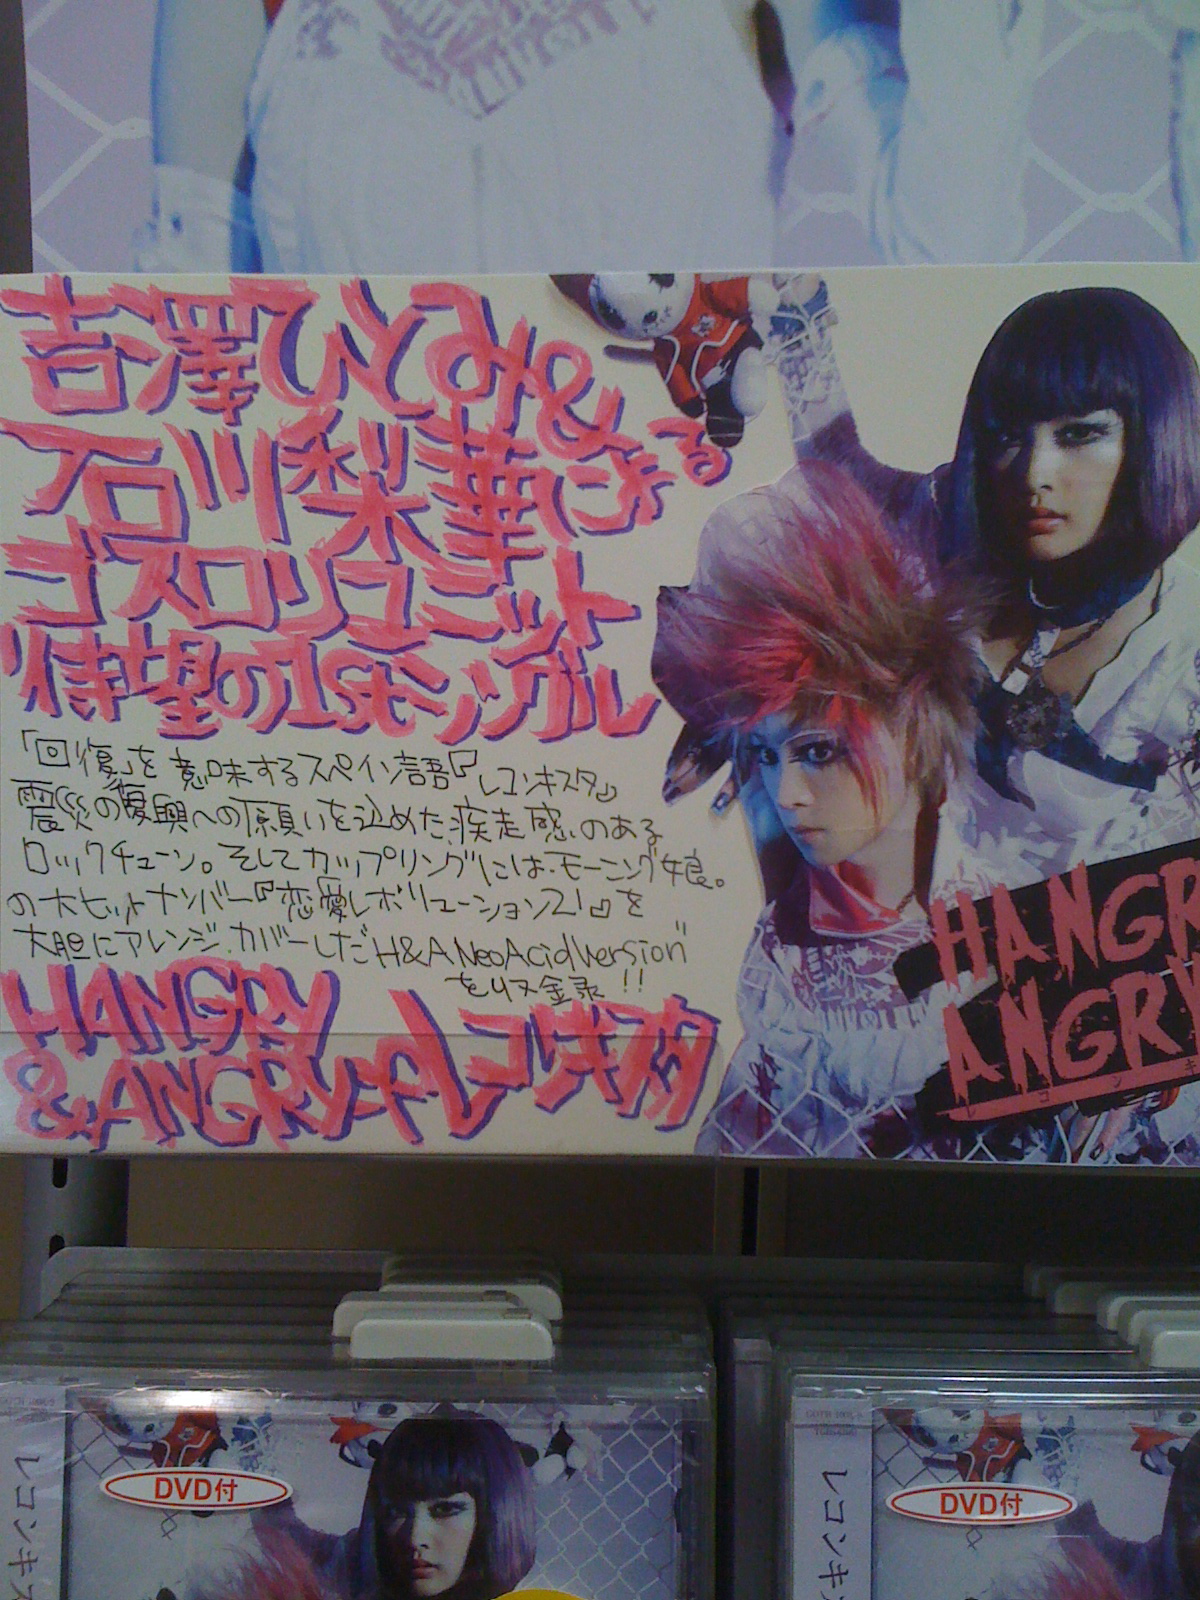 吉澤ひとみ&
石川梨華による
ゴスロリユニット
待望の1stシングル
「回復」を意味するスペイン語『レコンキスタ』
震災の復興への願いを込めた、疾走感のある
ロックチューン。そしてカップリングには、モーニング娘。
の大ヒットナンバー『恋愛レボリューション21』を
大胆にアレンジ、カバーした"H&A Neo Acid Version"
を収録!!
HANGRY
&ANGRY-f レコンキスタ
HANGR
ANGRY
レコンキ
DVD付
レコンキス
DVD付
レコンキ